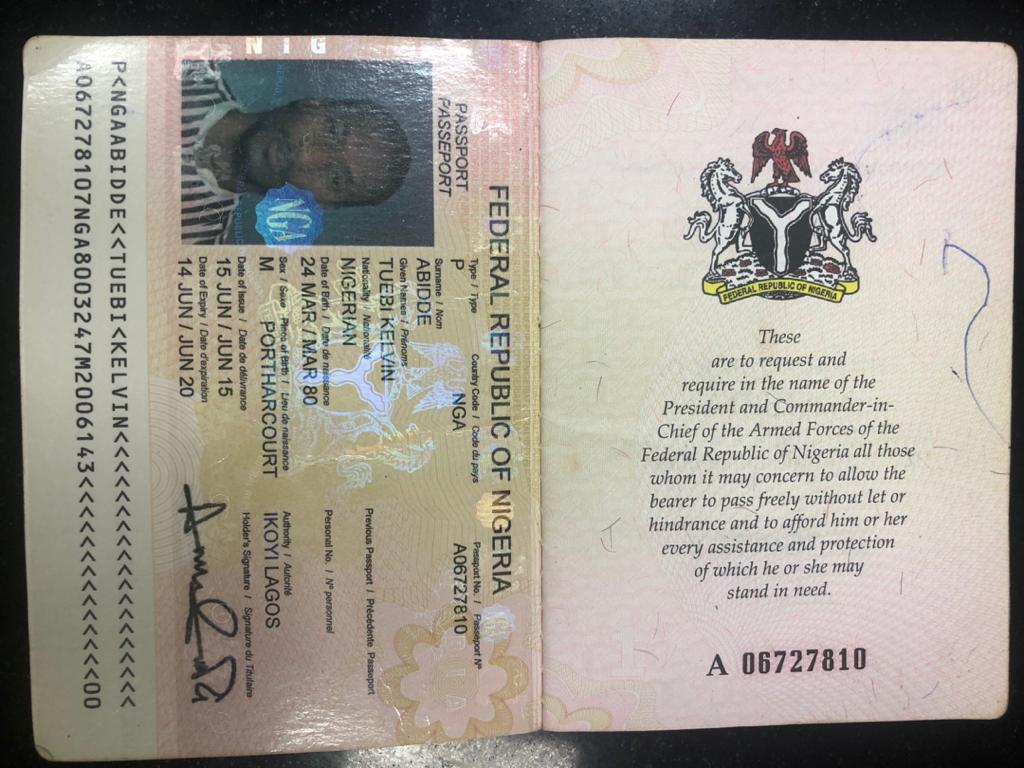 N I G
FEDERAL REPUBLIC OF NIGERIA
PASSPORT
PASSEPORT
Type / Type
Country Code / Code du pays
Passport No. / Passeport N°
P
NGA
A06727810
Surname / Nom
ABIDDE
Given Names / Prénoms
TUEBI KELVIN
Nationality / Nationalité
Previous Passport / Précédente Passeport
NIGERIAN
Date of Birth / Date de naissance
Personal No. / N° personnel
24 MAR / MAR 80
Sex / Sexe
Place of Birth / Lieu de naissance
Authority / Autorité
M
PORTHARCOURT
IKOYI LAGOS
Date of Issue / Date de délivrance
Holder's Signature / Signature du Titulaire
15 JUN / JUN 15
Date of Expiry / Date d'expiration
14 JUN / JUN 20
NGA
P<NGAABIDDE<<TUEBI<KELVIN<<<<<<<<<<<<<<<<<<<
A067278107NGA8003247M2006143<<<<<<<<<<<<<<00
FEDERAL REPUBLIC OF NIGERIA
These
are to request and
require in the name of the
President and Commander-in-
Chief of the Armed Forces of the
Federal Republic of Nigeria all those
whom it may concern to allow the
bearer to pass freely without let or
hindrance and to afford him or her
every assistance and protection
of which he or she may
stand in need.
A 06727810